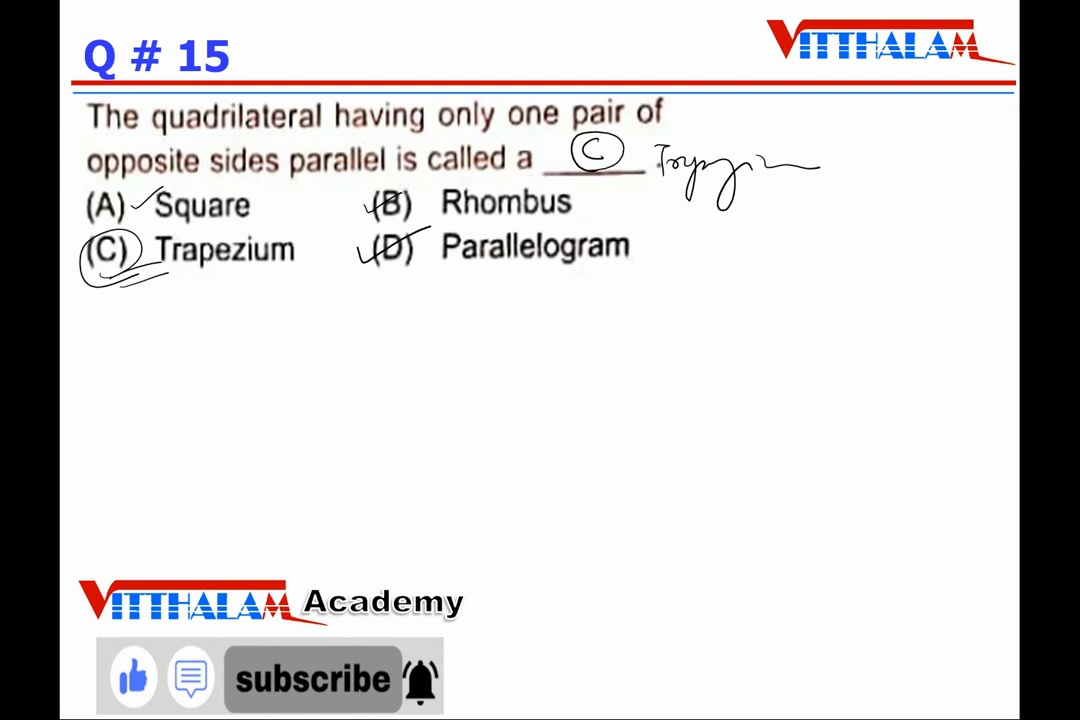 Q # 15
VITTHALAM
The quadrilateral having only one pair of
opposite sides parallel is called a ______ C
(A) Square (B) Rhombus
(C) Trapezium (D) Parallelogram
VITTHALAM Academy
subscribe